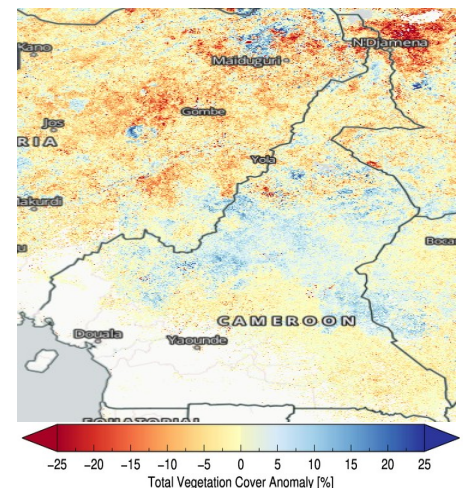 Kano
N'Djamena
Maiduguri
Gombe
Jos
RIA
Yola
akurdi
u
Boca
CAMEROON
Douala
Yaounde
EQUATORIAL
-25 -20 -15 -10 -5 0 5 10 15 20 25
Total Vegetation Cover Anomaly [%]